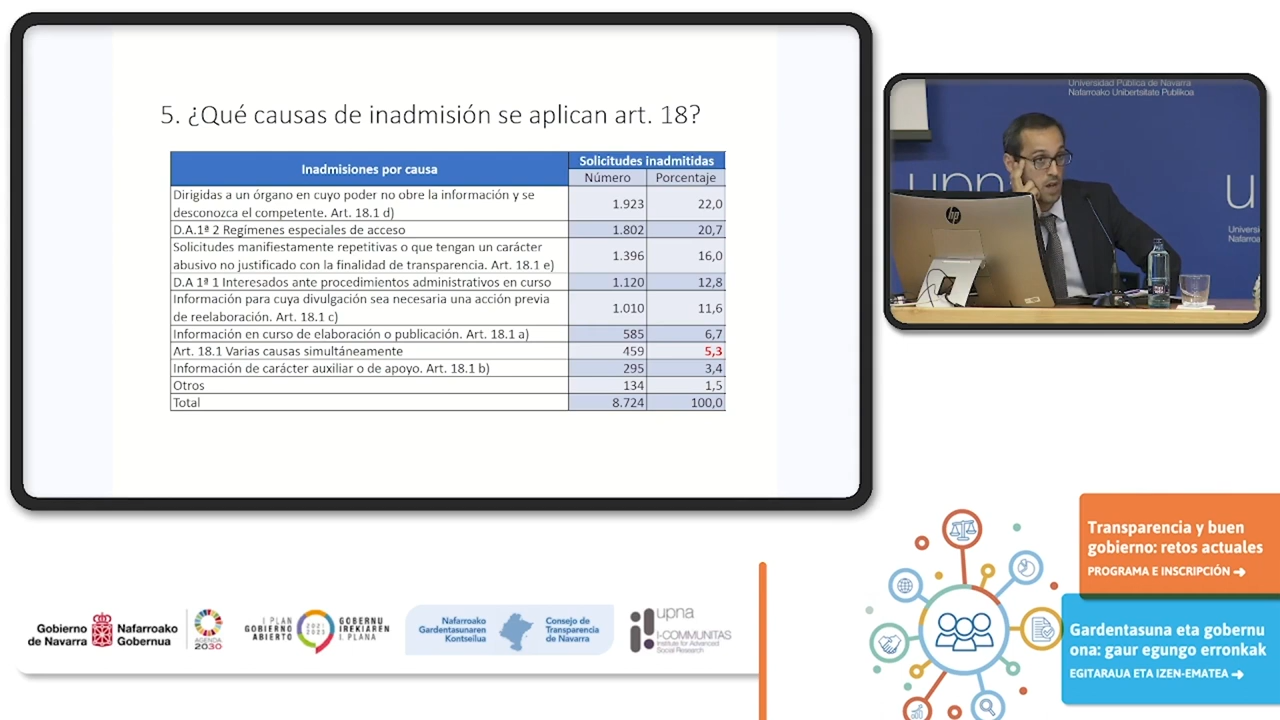 5. ¿Qué causas de inadmisión se aplican art. 18?
Inadmisiones por causa
Solicitudes inadmitidas
Número
Porcentaje
Dirigidas a un órgano en cuyo poder no obre la información y se
desconozca el competente. Art. 18.1 d)
1.923
22,0
D.A.1ª 2 Regímenes especiales de acceso
1.802
20,7
Solicitudes manifiestamente repetitivas o que tengan un carácter
abusivo no justificado con la finalidad de transparencia. Art. 18.1 e)
1.396
16,0
D.A 1ª 1 Interesados ante procedimientos administrativos en curso
1.120
12,8
Información para cuya divulgación sea necesaria una acción previa
de reelaboración. Art. 18.1 c)
1.010
11,6
Información en curso de elaboración o publicación. Art. 18.1 a)
585
6,7
Art. 18.1 Varias causas simultáneamente
459
5,3
Información de carácter auxiliar o de apoyo. Art. 18.1 b)
295
3,4
Otros
134
1,5
Total
8.724
100,0
Universidad Pública de Navarra
Nafarroako Unibertsitate Publikoa
upna
u
Universi
Nafarroa
hp
Transparencia y buen
gobierno: retos actuales
PROGRAMA E INSCRIPCIÓN ➔
Gardentasuna eta gobernu
ona: gaur egungo erronkak
EGITARAUA ETA IZEN-EMATEA ➔
Gobierno
de Navarra
Nafarroako
Gobernua
AGENDA
2030
I PLAN
GOBIERNO
ABIERTO
2021
2023
GOBERNU
IREKIAREN
I. PLANA
Nafarroako
Gardentasunaren
Kontseilua
Consejo de
Transparencia
de Navarra
upna
I-COMMUNITAS
Institute for Advanced
Social Research